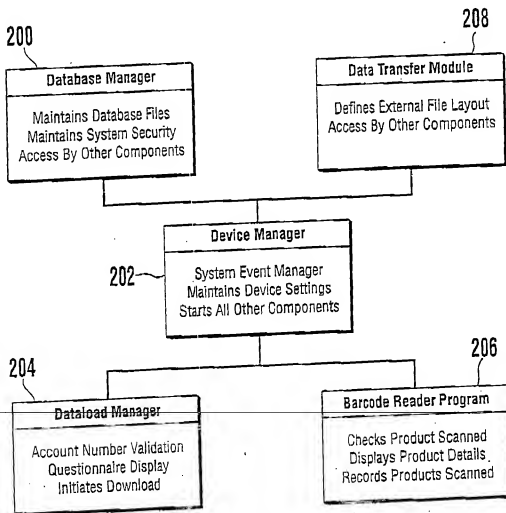 200
Database Manager
Maintains Database Files
Maintains System Security
Access By Other Components
208
Data Transfer Module
Defines External File Layout
Access By Other Components
202
Device Manager
System Event Manager
Maintains Device Settings
Starts All Other Components
204
Dataload Manager
Account Number Validation
Questionnaire Display
Initiates Download
206
Barcode Reader Program
Checks Product Scanned
Displays Product Details
Records Products Scanned